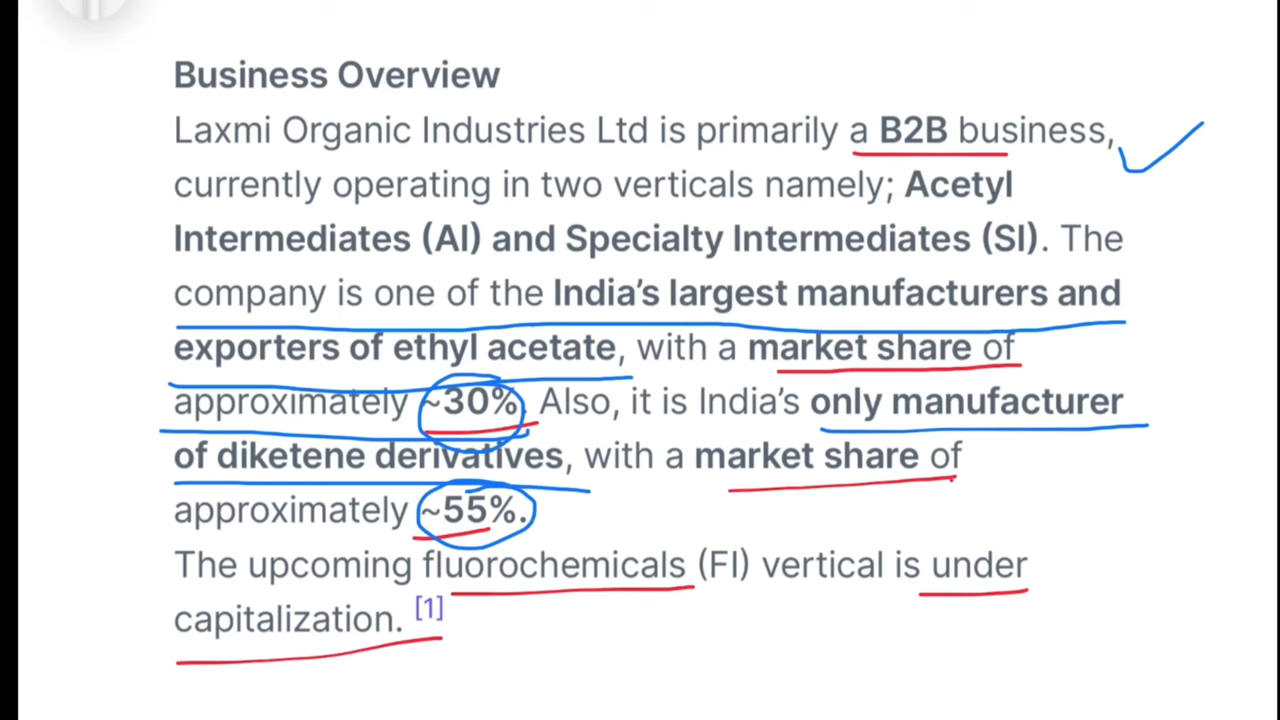 Business Overview
Laxmi Organic Industries Ltd is primarily a B2B business,
currently operating in two verticals namely; Acetyl
Intermediates (AI) and Specialty Intermediates (SI). The
company is one of the India's largest manufacturers and
exporters of ethyl acetate, with a market share of
approximately ~30%. Also, it is India's only manufacturer
of diketene derivatives, with a market share of
approximately ~55%.
The upcoming fluorochemicals (FI) vertical is under
capitalization. [1]